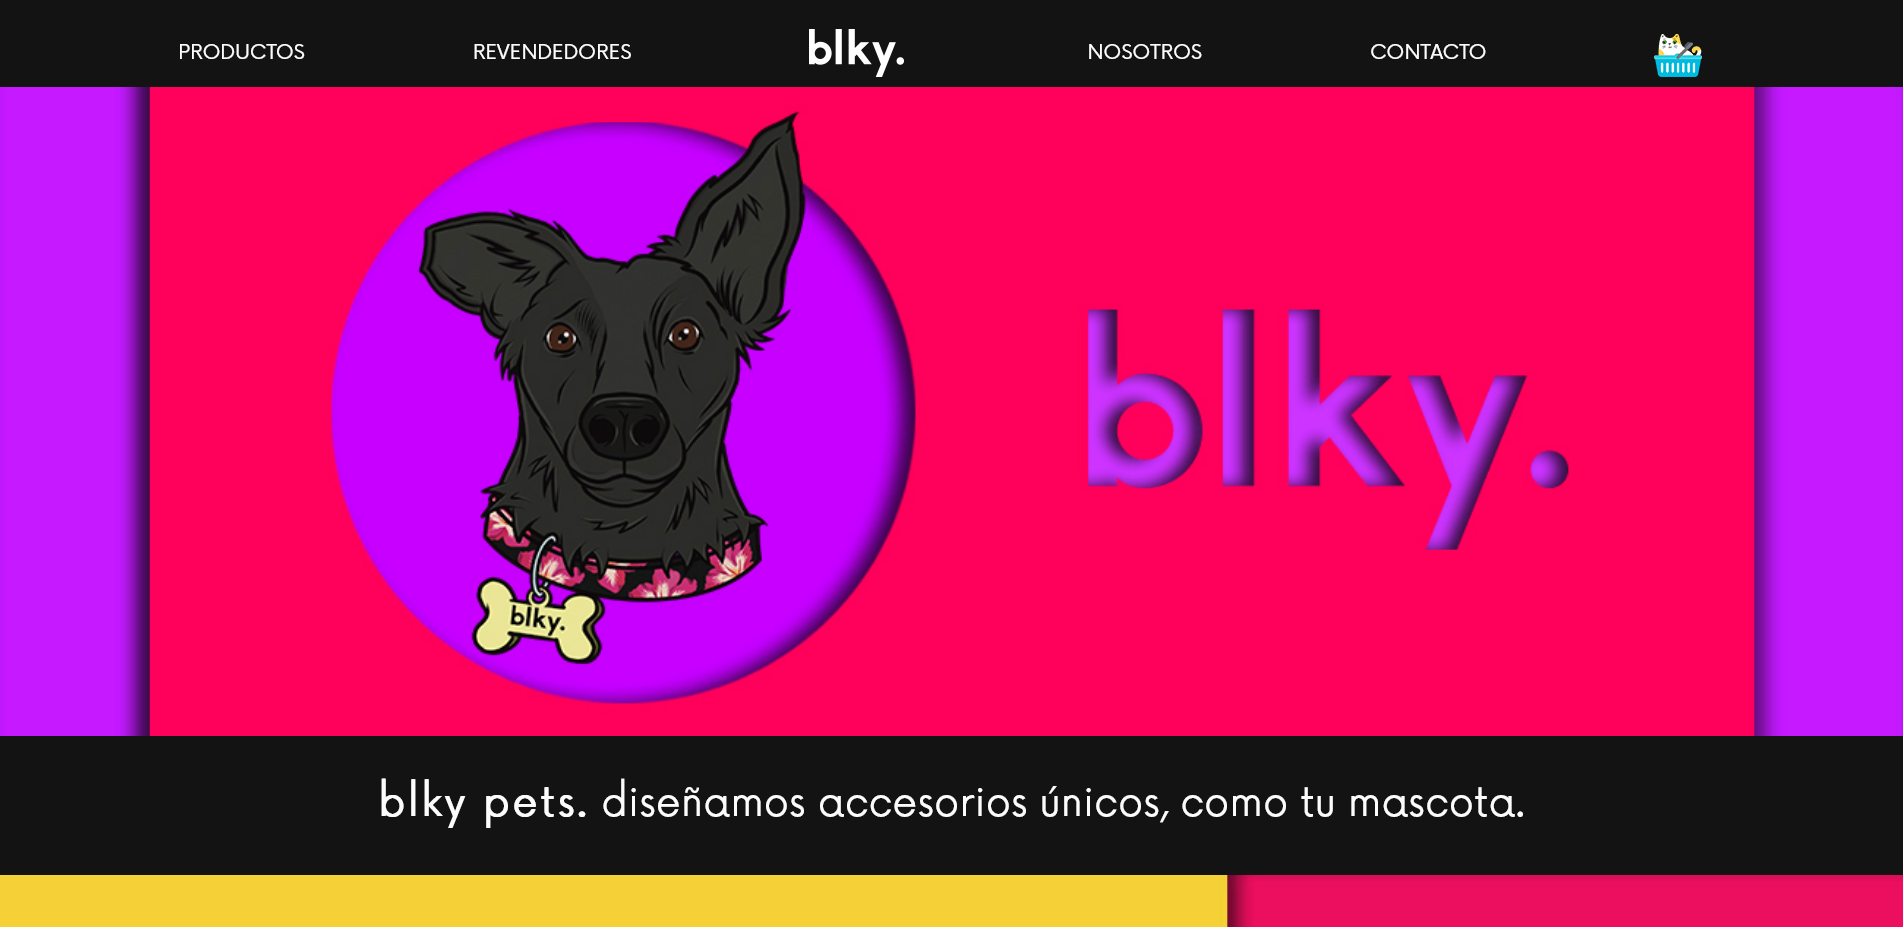 PRODUCTOS REVENDEDORES blky. NOSOTROS CONTACTO
blky.
blky.
blky pets. diseñamos accesorios únicos, como tu mascota.